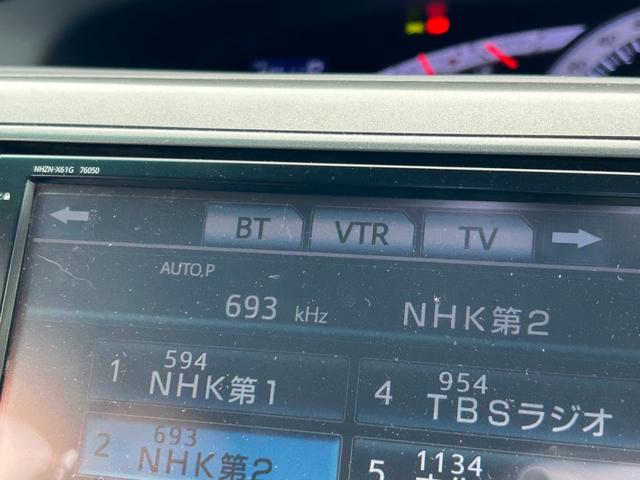 NHZN-X61G 76050
BT VTR TV
AUTO.P
693 kHz NHK第2
1 594 NHK第1
4 954 TBSラジオ
2 693 NHK第2
5 1134